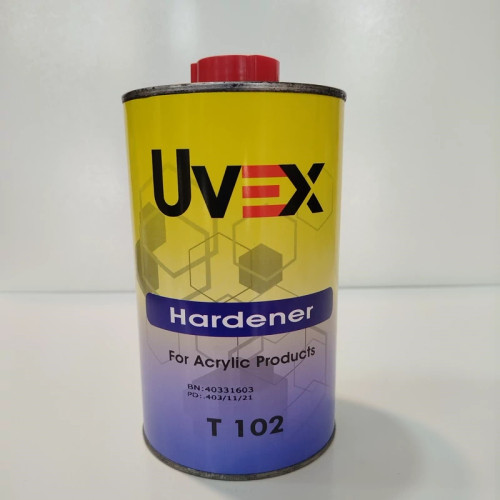 UVEX
Hardener
For Acrylic Products
BN:40331603
PD: 403/11/21
T 102